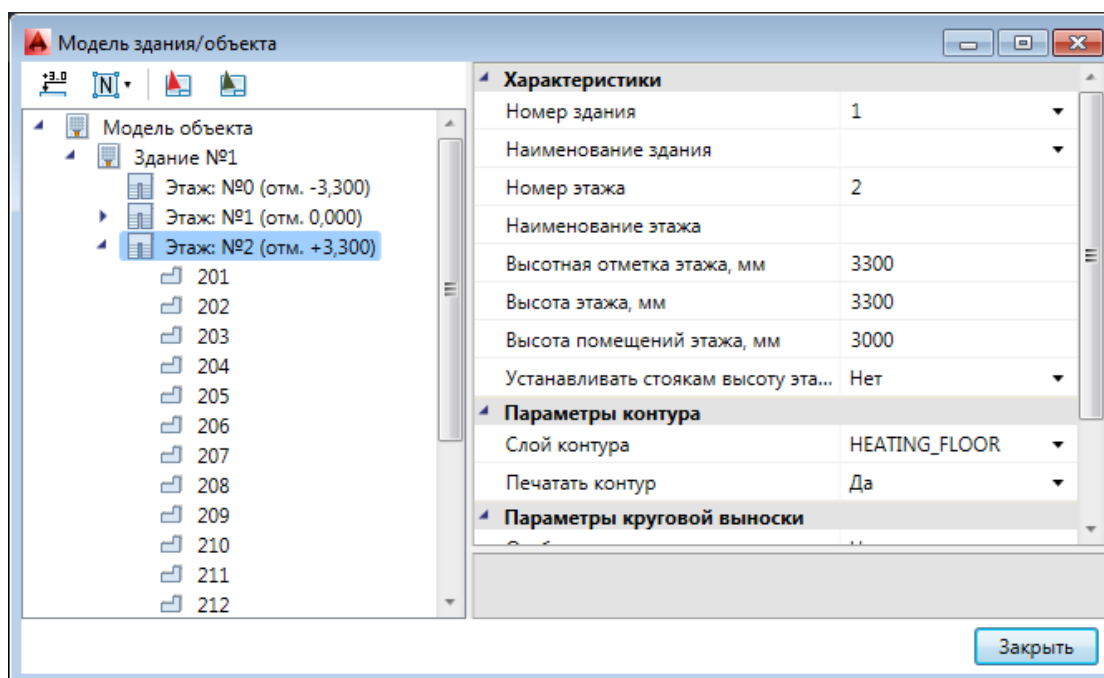 Модель здания/объекта
+3.0
N
Модель объекта
Здание №1
Этаж: №0 (отм. -3,300)
Этаж: №1 (отм. 0,000)
Этаж: №2 (отм. +3,300)
201
202
203
204
205
206
207
208
209
210
211
212
Характеристики
Номер здания 1
Наименование здания
Номер этажа 2
Наименование этажа
Высотная отметка этажа, мм 3300
Высота этажа, мм 3300
Высота помещений этажа, мм 3000
Устанавливать стоякам высоту эта... Нет
Параметры контура
Слой контура HEATING_FLOOR
Печатать контур Да
Параметры круговой выноски
Закрыть